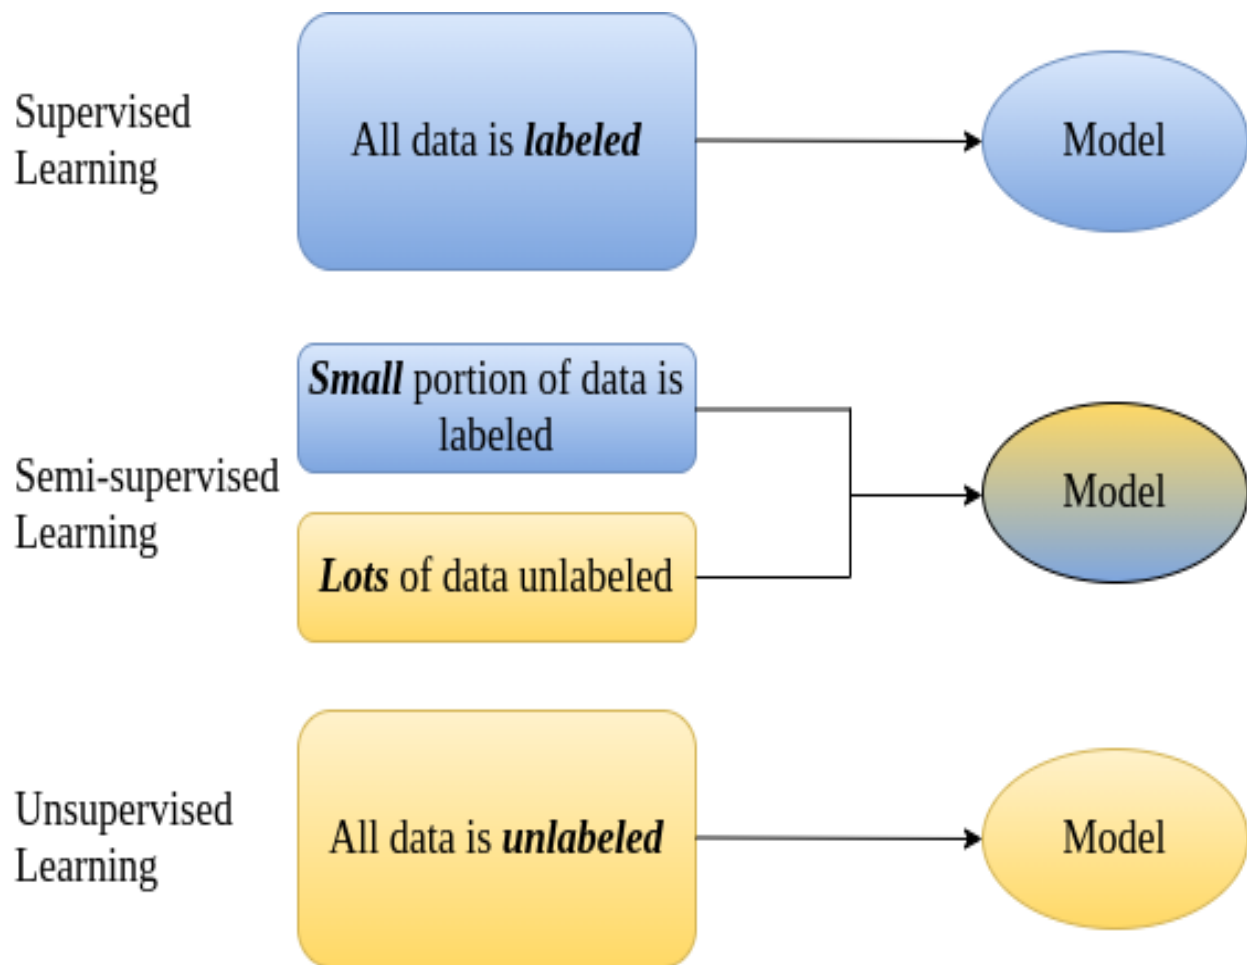 Supervised
Learning
All data is labeled
Model
Semi-supervised
Learning
Small portion of data is
labeled
Lots of data unlabeled
Model
Unsupervised
Learning
All data is unlabeled
Model